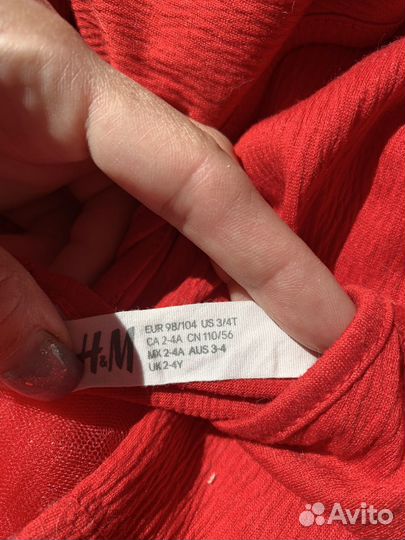 H&M
EUR 98/104 US 3/4T
CA 2-4A CN 110/56
MX 2-4A AUS 3-4
UK 2-4Y
Avito